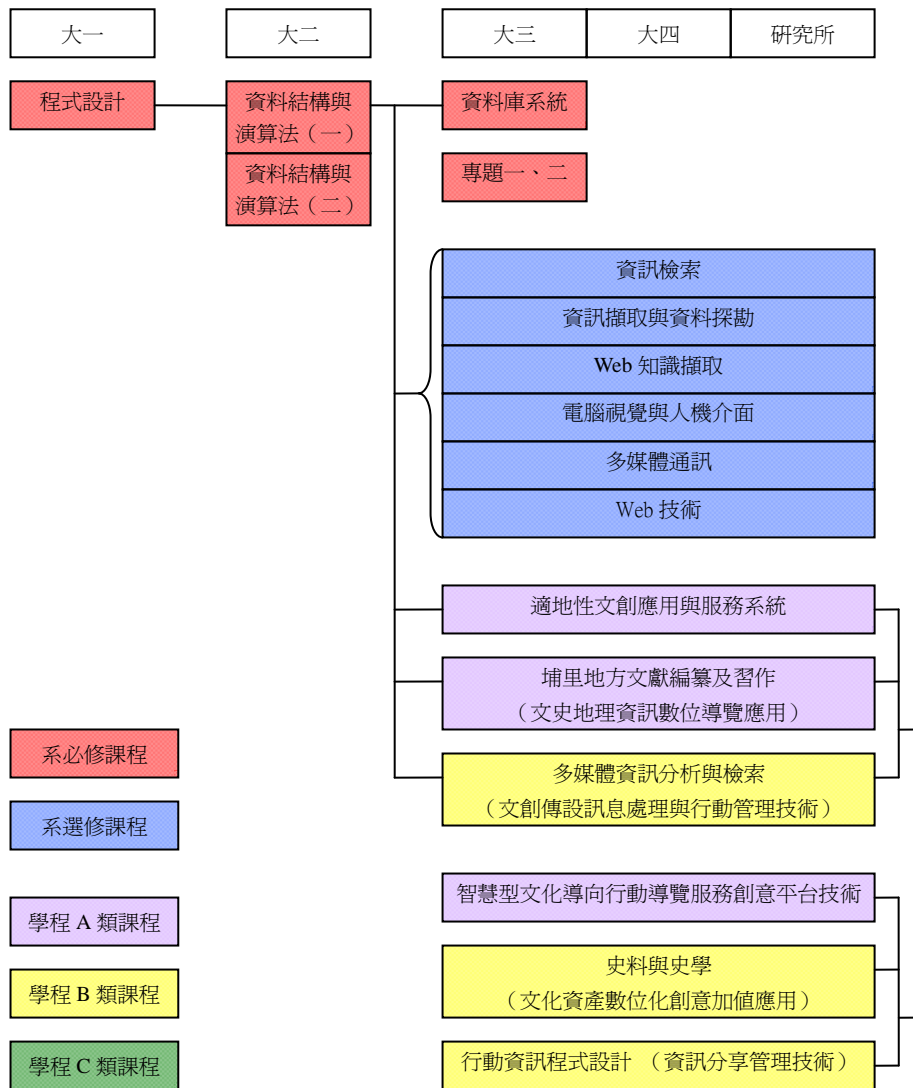 大一
大二
大三
大四
研究所
程式設計
資料結構與
演算法（一）
資料結構與
演算法（二）
資料庫系統
專題一、二
資訊檢索
資訊擷取與資料探勘
Web 知識擷取
電腦視覺與人機介面
多媒體通訊
Web 技術
適地性文創應用與服務系統
埔里地方文獻編纂及習作
（文史地理資訊數位導覽應用）
多媒體資訊分析與檢索
（文創傳設訊息處理與行動管理技術）
智慧型文化導向行動導覽服務創意平台技術
史料與史學
（文化資產數位化創意加值應用）
行動資訊程式設計 （資訊分享管理技術）
系必修課程
系選修課程
學程 A 類課程
學程 B 類課程
學程 C 類課程